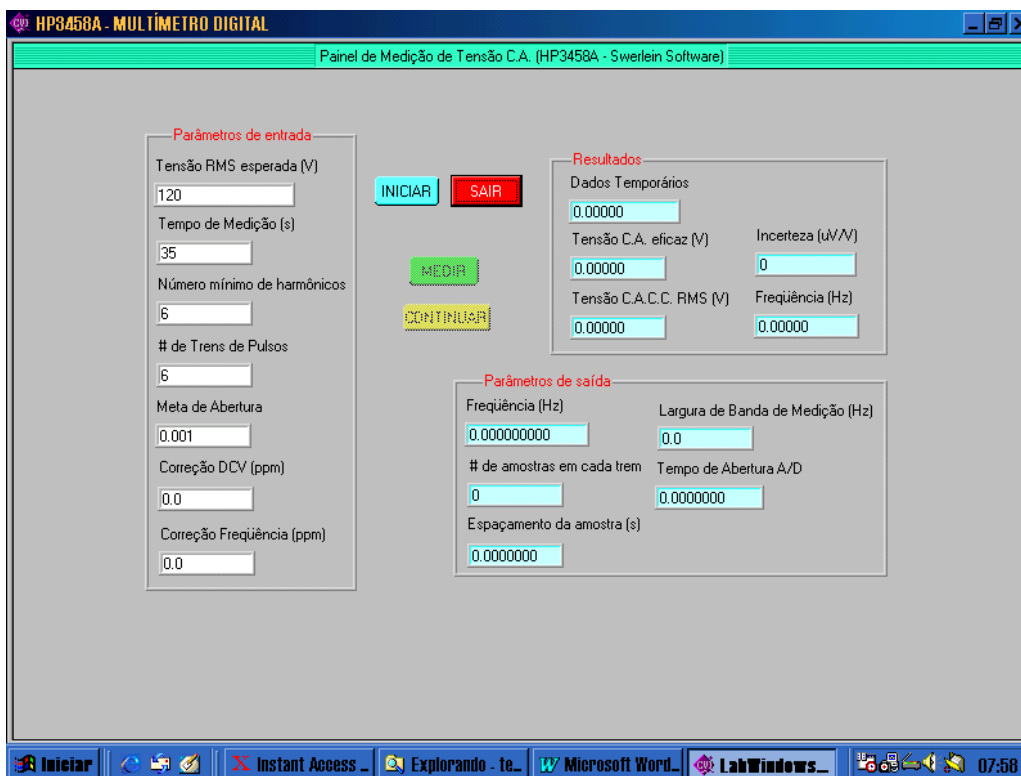 HP3458A - MULTÍMETRO DIGITAL
Painel de Medição de Tensão C.A. (HP3458A - Swerlein Software)
Parâmetros de entrada
Tensão RMS esperada (V)
120
Tempo de Medição (s)
35
Número mínimo de harmônicos
6
# de Trens de Pulsos
6
Meta de Abertura
0.001
Correção DCV (ppm)
0.0
Correção Freqüência (ppm)
0.0
INICIAR
SAIR
MEDIR
CONTINUAR
Resultados
Dados Temporários
0.00000
Tensão C.A. eficaz (V)
0.00000
Incerteza (uV/V)
0
Tensão C.A.C.C. RMS (V)
0.00000
Freqüência (Hz)
0.00000
Parâmetros de saída
Freqüência (Hz)
0.000000000
Largura de Banda de Medição (Hz)
0.0
# de amostras em cada trem
0
Tempo de Abertura A/D
0.0000000
Espaçamento da amostra (s)
0.0000000
Iniciar
Instant Access ...
Explorando - te...
Microsoft Word...
LabWindows...
07:58